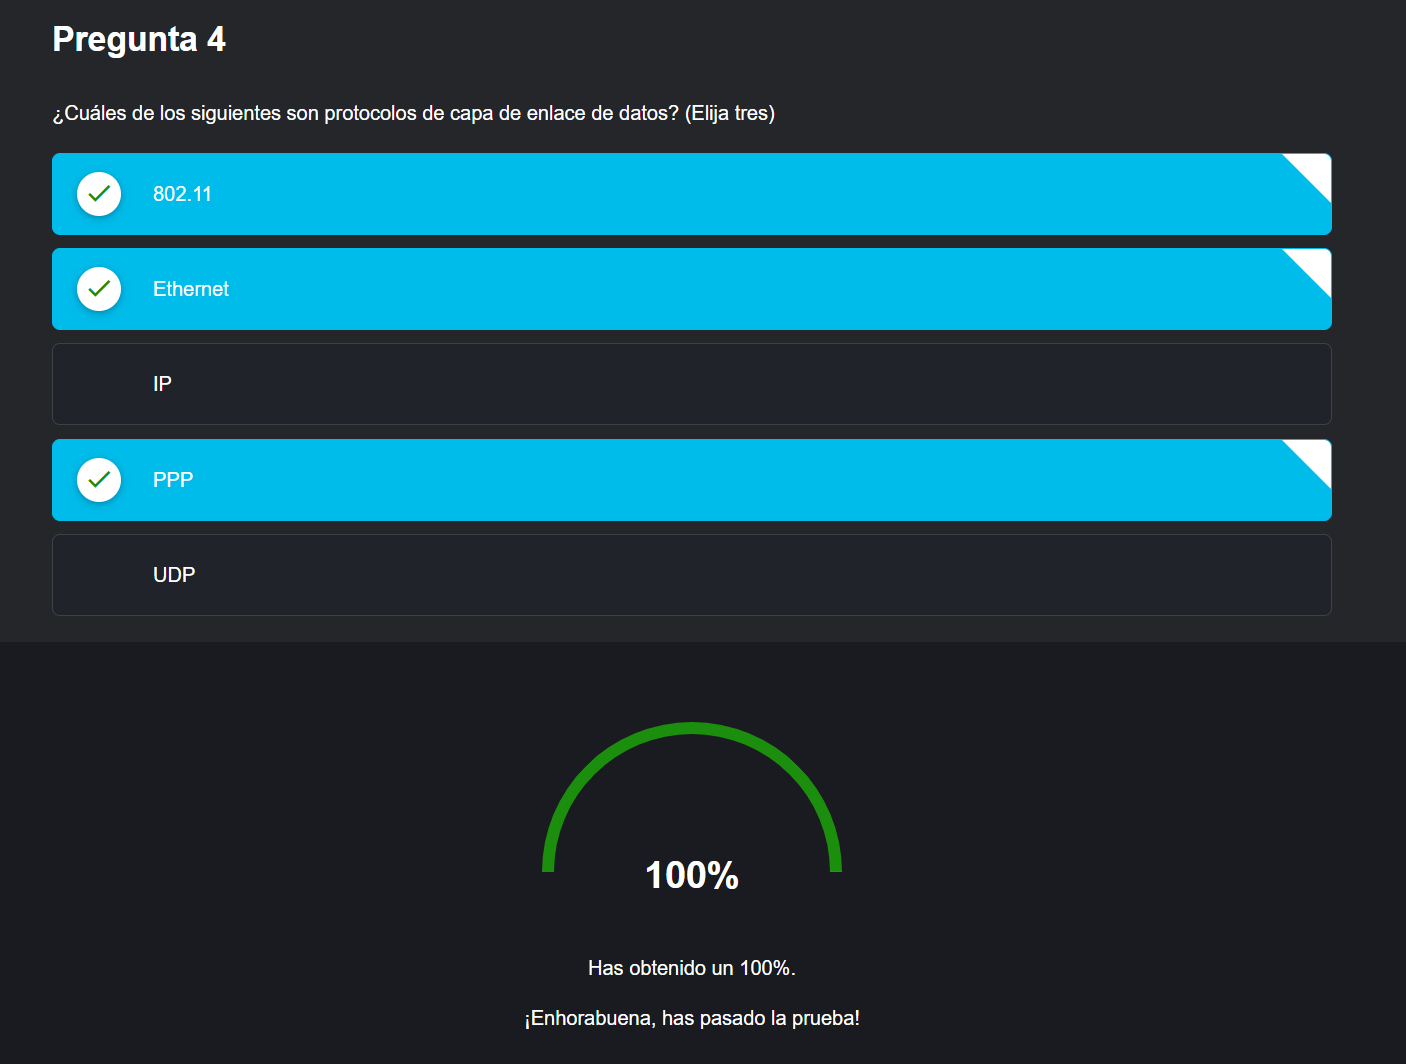 Pregunta 4
¿Cuáles de los siguientes son protocolos de capa de enlace de datos? (Elija tres)
802.11
Ethernet
IP
PPP
UDP
100%
Has obtenido un 100%.
¡Enhorabuena, has pasado la prueba!